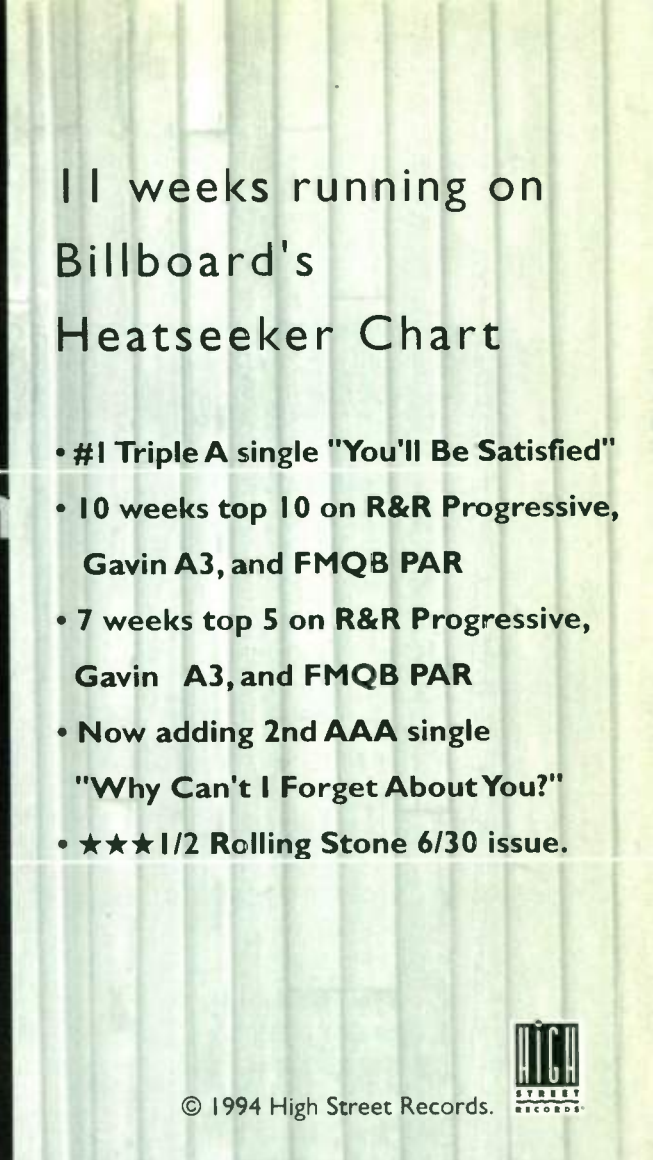 11 weeks running on
Billboard's
Heatseeker Chart
• #1 Triple A single "You'll Be Satisfied"
• 10 weeks top 10 on R&R Progressive,
Gavin A3, and FMQB PAR
• 7 weeks top 5 on R&R Progressive,
Gavin A3, and FMQB PAR
• Now adding 2nd AAA single
"Why Can't I Forget About You?"
• ★★★1/2 Rolling Stone 6/30 issue.
HIGH
STREET
RECORDS
© 1994 High Street Records.